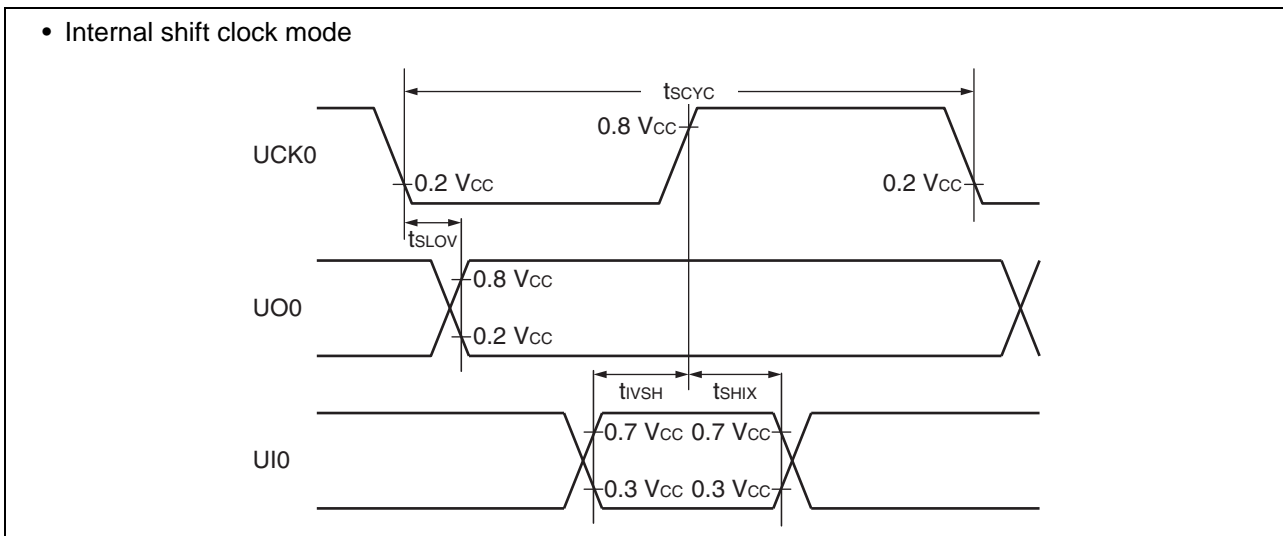 • Internal shift clock mode
tSCYC
0.8 VCC
UCK0
0.2 VCC
0.2 VCC
tSLOV
0.8 VCC
UO0
0.2 VCC
tIVSH
tSHIX
0.7 VCC 0.7 VCC
UI0
0.3 VCC 0.3 VCC